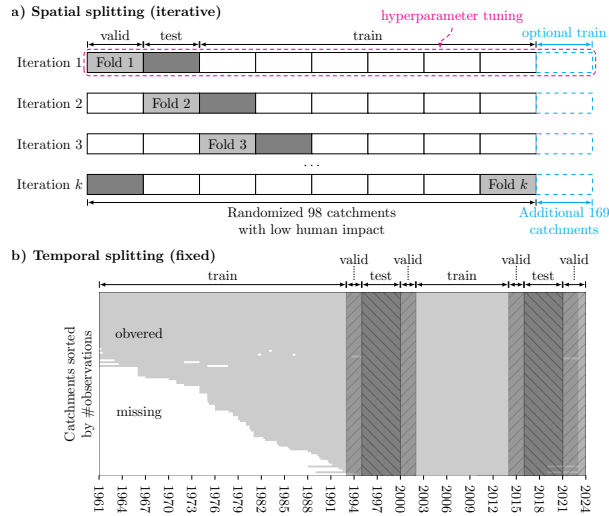 a) Spatial splitting (iterative)
hyperparameter tuning
valid test train optional train
Iteration 1 Fold 1
Iteration 2 Fold 2
Iteration 3 Fold 3
...
Iteration k Fold k
Randomized 98 catchments
with low human impact
Additional 169
catchments
b) Temporal splitting (fixed)
valid valid valid valid
train test train test
obvered
missing
Catchments sorted
by #observations
1961 1964 1967 1970 1973 1976 1979 1982 1985 1988 1991 1994 1997 2000 2003 2006 2009 2012 2015 2018 2021 2024